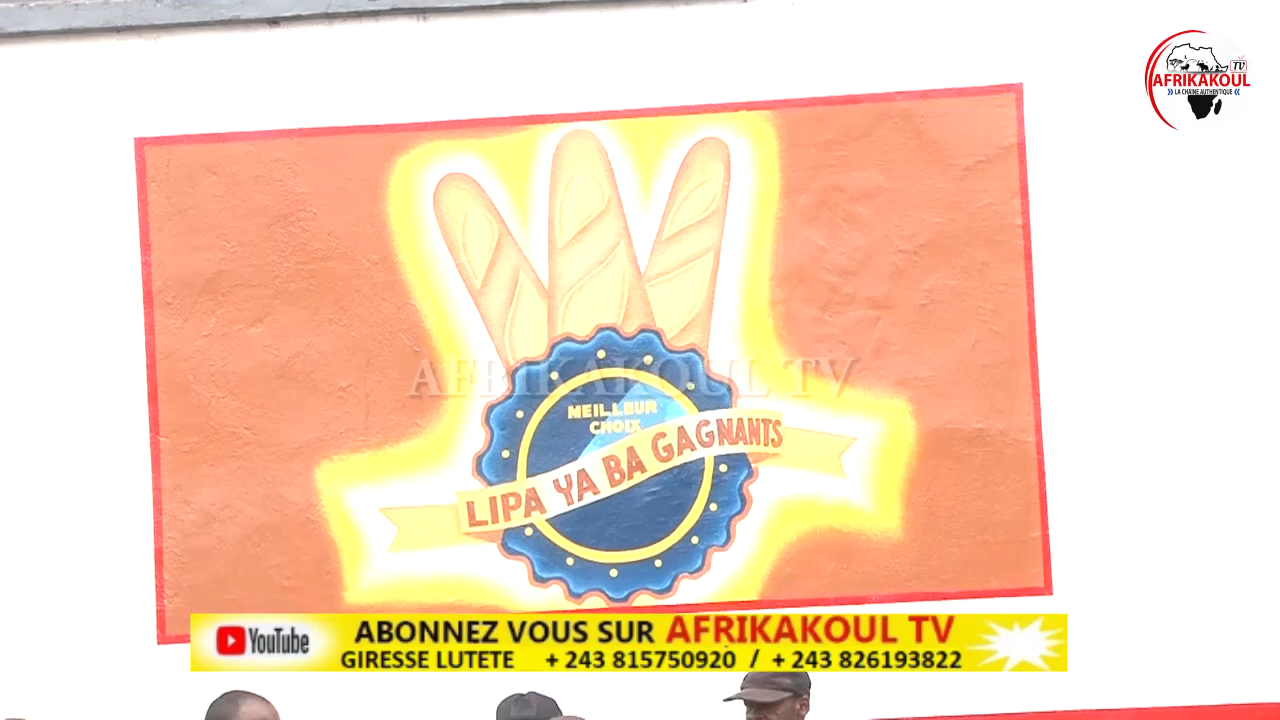 TV
AFRIKAKOUL
LA CHAINE AUTHENTIQUE
AFRIKAKOUL TV
MEILLEUR
CHOIX
LIPA YA BA GAGNANTS
YouTube
ABONNEZ VOUS SUR AFRIKAKOUL TV
GIRESSE LUTETE + 243 815750920 / + 243 826193822